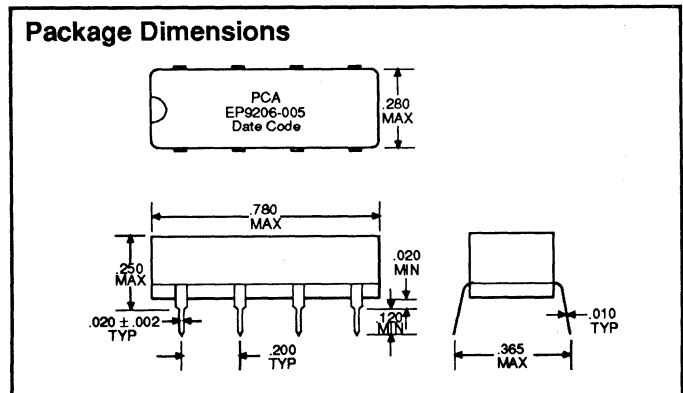 Package Dimensions
PCA
EP9206-005
Date Code
.280
MAX
.780
MAX
.250
MAX
.020
MIN
.020 ± .002
TYP
.120
MIN
.010
TYP
.200
TYP
.365
MAX